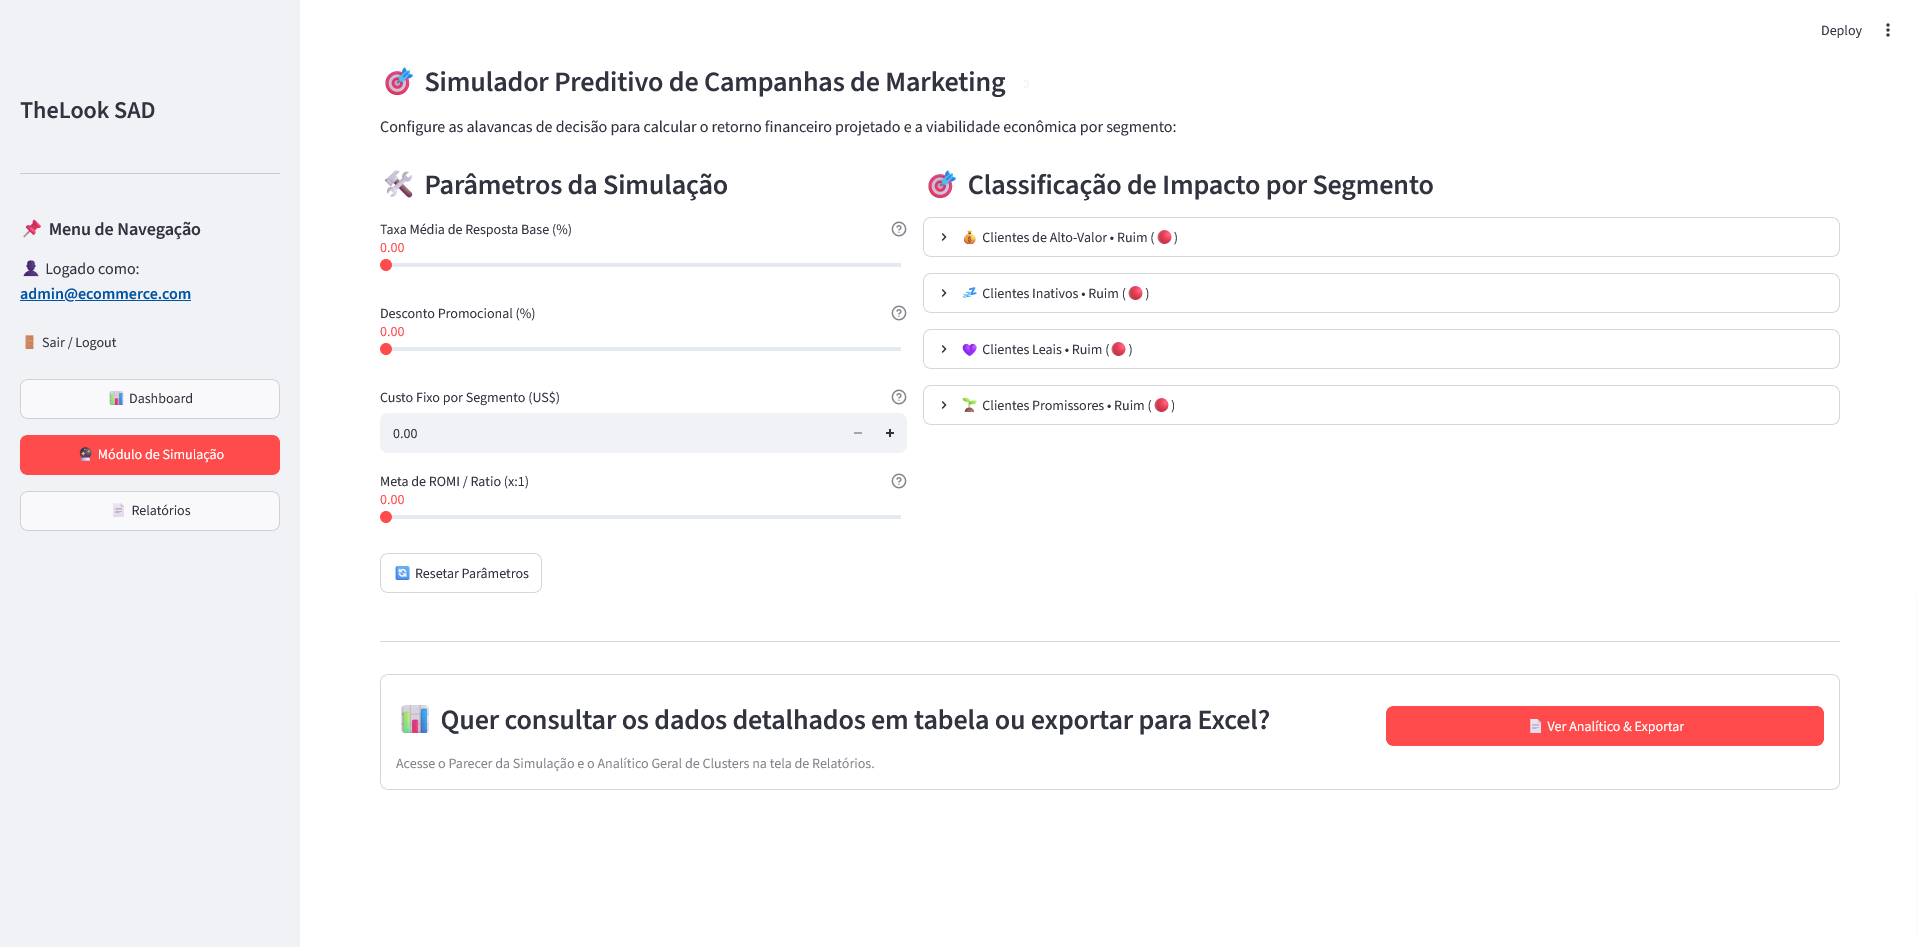 Deploy
TheLook SAD
Menu de Navegação
Logado como:
admin@ecommerce.com
Sair / Logout
Dashboard
Módulo de Simulação
Relatórios
Simulador Preditivo de Campanhas de Marketing
Configure as alavancas de decisão para calcular o retorno financeiro projetado e a viabilidade econômica por segmento:
Parâmetros da Simulação
Taxa Média de Resposta Base (%)
0.00
Desconto Promocional (%)
0.00
Custo Fixo por Segmento (US$)
0.00
Meta de ROMI / Ratio (x:1)
0.00
Resetar Parâmetros
Classificação de Impacto por Segmento
Clientes de Alto-Valor • Ruim (🔴)
Clientes Inativos • Ruim (🔴)
Clientes Leais • Ruim (🔴)
Clientes Promissores • Ruim (🔴)
Quer consultar os dados detalhados em tabela ou exportar para Excel?
Acesse o Parecer da Simulação e o Analítico Geral de Clusters na tela de Relatórios.
Ver Analítico & Exportar